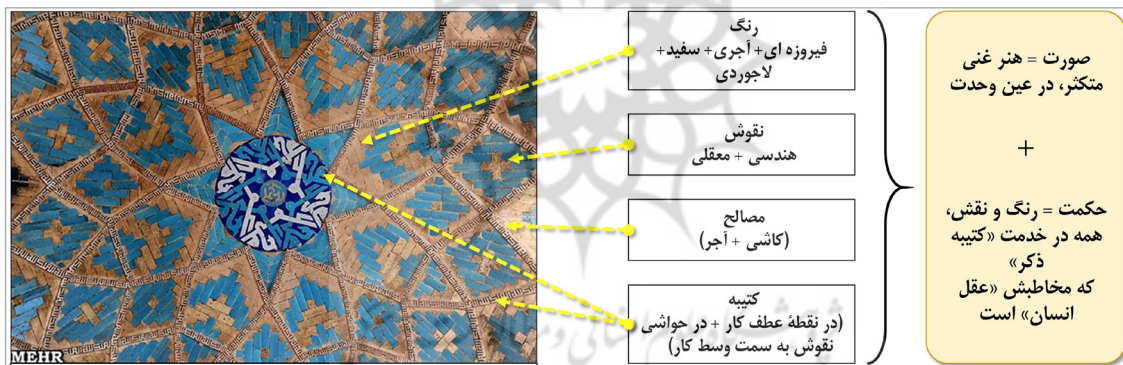 رنگ
فیروزه ای+ آجری+ سفید+
لاجوردی
نقوش
هندسی + معقلی
مصالح
(کاشی + آجر)
کتیبه
(در نقطهٔ عطف کار + در حواشی
نقوش به سمت وسط کار)
صورت = هنر غنی
متکثر، در عین وحدت
+
حکمت = رنگ و نقش،
همه در خدمت «کتیبه
ذکر»
که مخاطبش «عقل
انسان» است
MEHR